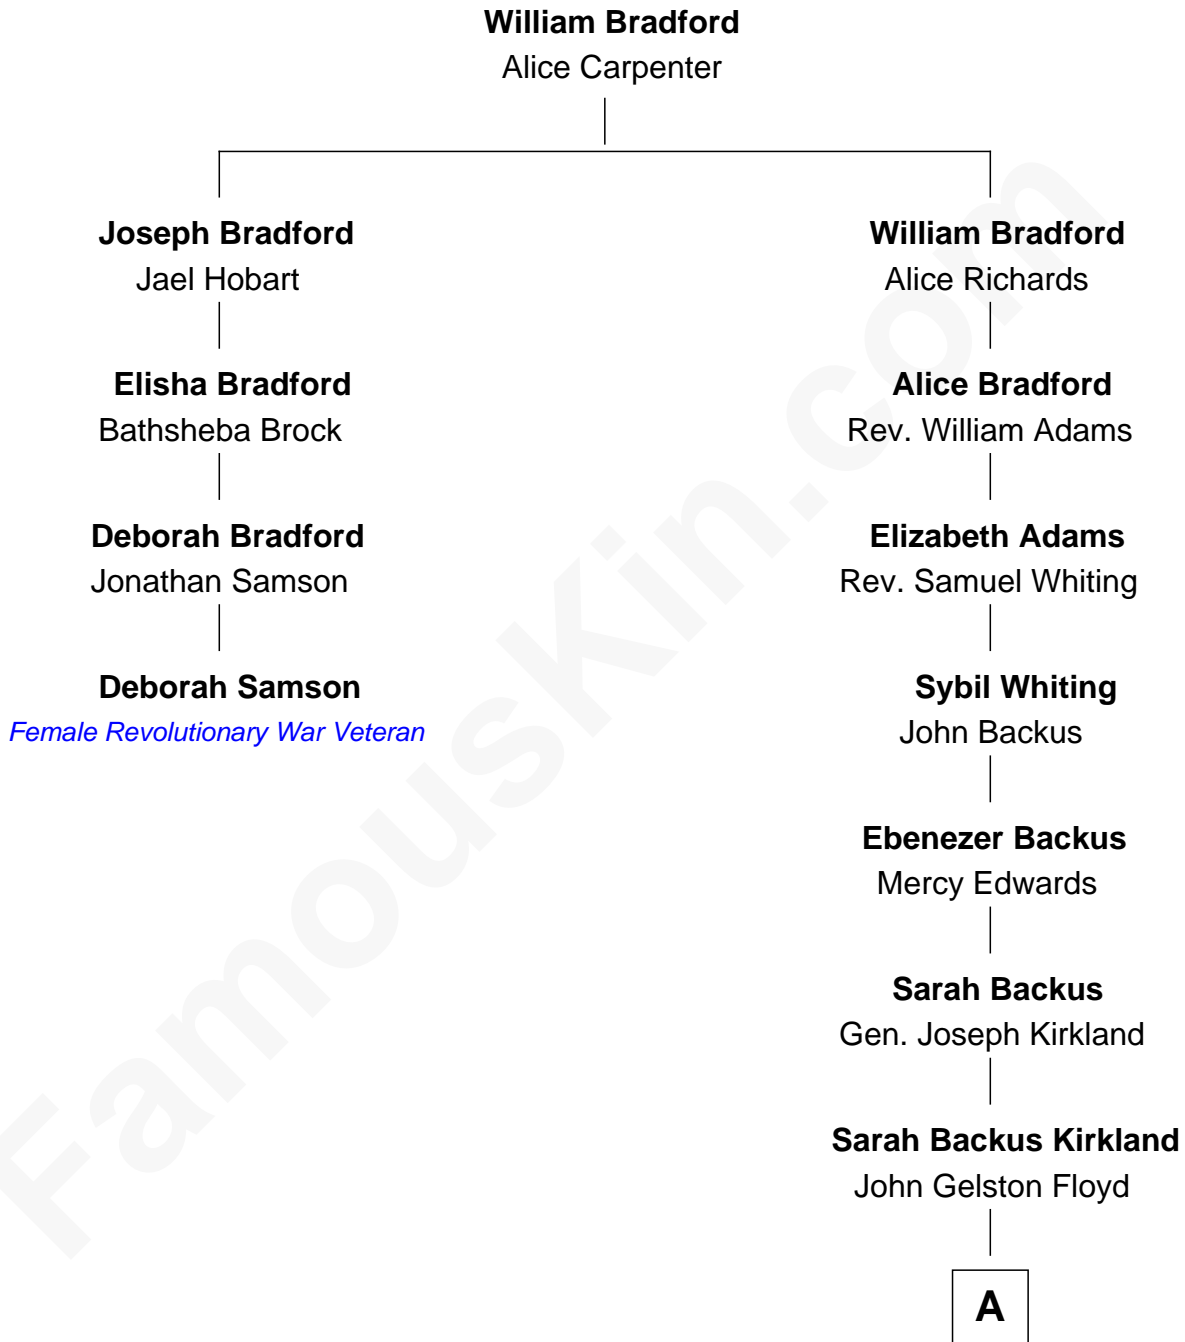 William Bradford
Alice Carpenter
Joseph Bradford
Jael Hobart
Elisha Bradford
Bathsheba Brock
Deborah Bradford
Jonathan Samson
Deborah Samson
Female Revolutionary War Veteran
William Bradford
Alice Richards
Alice Bradford
Rev. William Adams
Elizabeth Adams
Rev. Samuel Whiting
Sybil Whiting
John Backus
Ebenezer Backus
Mercy Edwards
Sarah Backus
Gen. Joseph Kirkland
Sarah Backus Kirkland
John Gelston Floyd
A
FamousKin.com